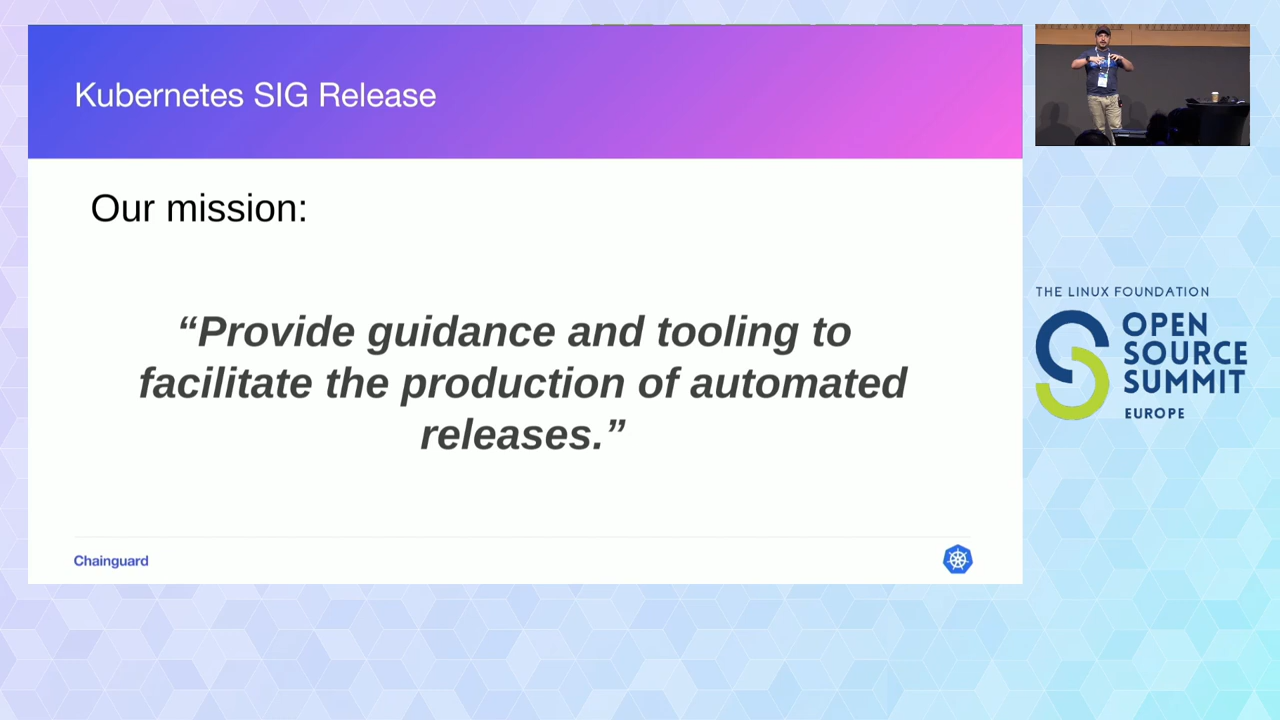 Kubernetes SIG Release
Our mission:
“Provide guidance and tooling to
facilitate the production of automated
releases.”
Chainguard
THE LINUX FOUNDATION
OPEN
SOURCE
SUMMIT
EUROPE